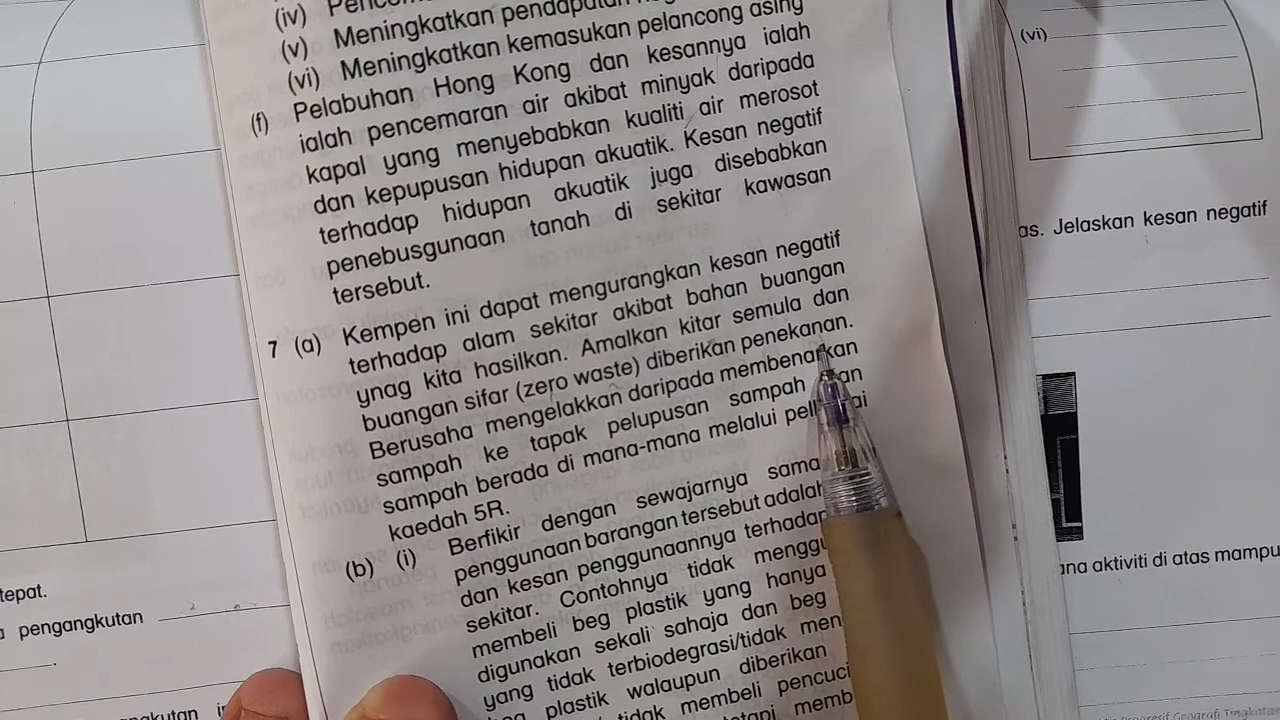 (iv)
(v) Meningkatkan pendapatan
(vi) Meningkatkan kemasukan pelancong asing
(f) Pelabuhan Hong Kong dan kesannya ialah
ialah pencemaran air akibat minyak daripada
kapal yang menyebabkan kualiti air merosot
dan kepupusan hidupan akuatik. Kesan negatif
terhadap hidupan akuatik juga disebabkan
penebusgunaan tanah di sekitar kawasan
tersebut.
7 (a) Kempen ini dapat mengurangkan kesan negatif
terhadap alam sekitar akibat bahan buangan
ynag kita hasilkan. Amalkan kitar semula dan
buangan sifar (zero waste) diberikan penekanan.
Berusaha mengelakkan daripada membenarkan
sampah ke tapak pelupusan sampah
sampah berada di mana-mana melalui
kaedah 5R.
(b) (i) Berfikir dengan sewajarnya sama
penggunaan barangan tersebut adalah
dan kesan penggunaannya terhadap
sekitar. Contohnya tidak menggu
membeli beg plastik yang hanya
digunakan sekali sahaja dan beg
yang tidak terbiodegrasi/tidak men
plastik walaupun diberikan
tidak membeli pencuci
memb
tepat.
pengangkutan
(vi)
as. Jelaskan kesan negatif
ana aktiviti di atas mampu
Geografi Tingkatan